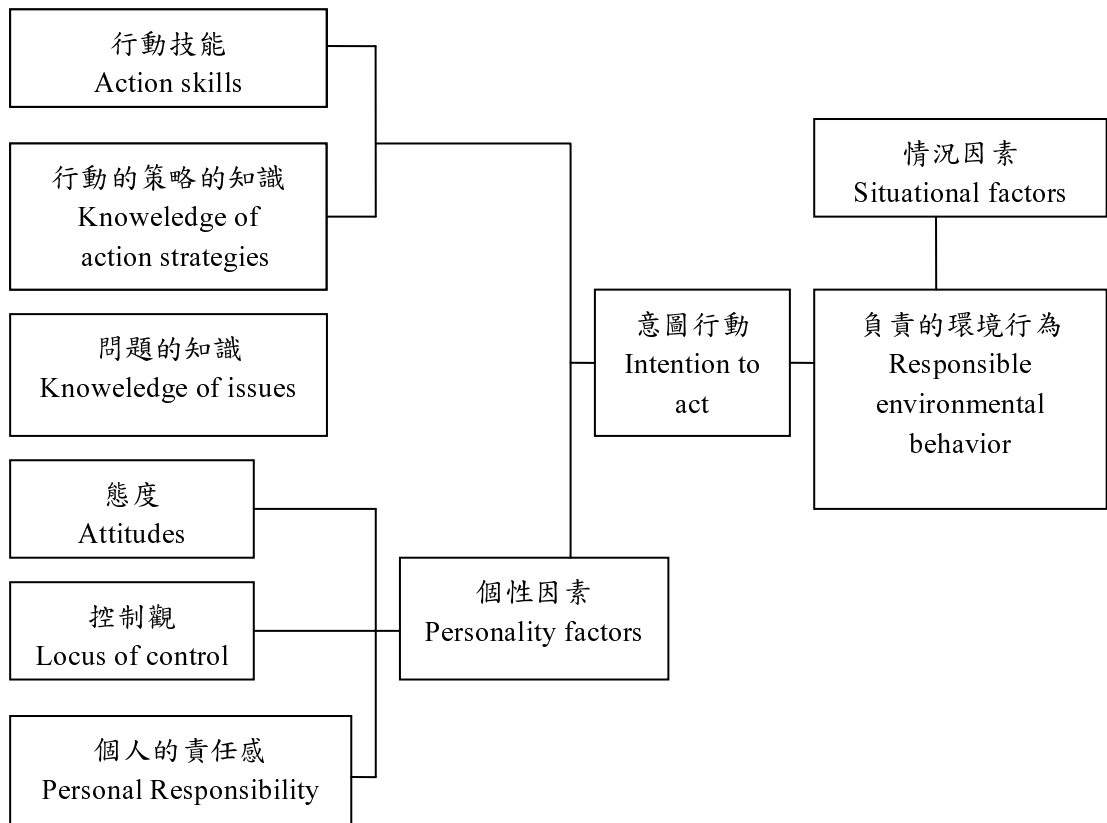 行動技能
Action skills
行動的策略的知識
Knoweledge of
action strategies
問題的知識
Knoweledge of issues
態度
Attitudes
控制觀
Locus of control
個人的責任感
Personal Responsibility
個性因素
Personality factors
意圖行動
Intention to
act
情況因素
Situational factors
負責的環境行為
Responsible
environmental
behavior